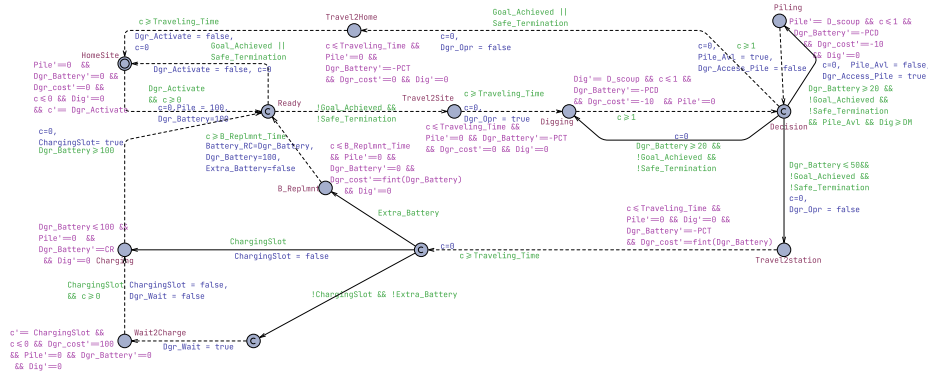 Travel2Home
c≥Traveling_Time
Dgr_Activate = false,
c=0
HomeSite
Pile'==0 &&
Dgr_Battery'==0 &&
Dgr_cost'==0 &&
c≤0 && Dig'==0
&& c'== Dgr_Activate
Goal_Achieved ||
Safe_Termination
Dgr_Activate = false, c=0
Dgr_Activate
&& c≥0
c=0,Pile = 100,
Dgr_Battery=100
Ready
c≤Traveling_Time &&
Pile'==0 &&
Dgr_Battery'==-PCT
&& Dgr_cost'==0 && Dig'==0
Goal_Achieved ||
Safe_Termination
c=0,
Dgr_Opr = false
!Goal_Achieved &&
!Safe_Termination
Travel2Site
c≥Traveling_Time
c=0,
Dgr_Opr = true
c≤Traveling_Time &&
Pile'==0 && Dgr_Battery'==-PCT
&& Dgr_cost'==0 && Dig'==0
Digging
Dig'== D_scoup && c≤1 &&
Dgr_Battery'==-PCD
&& Dgr_cost'==-10 && Pile'==0
c≥1
c=0
Dgr_Battery≥20 &&
!Goal_Achieved &&
!Safe_Termination
c=0,
c≥1
Pile_Avl = true,
Dgr_Access_Pile = false
Piling
Pile'== D_scoup && c≤1 &&
Dgr_Battery'==-PCD
&& Dgr_cost'==-10
&& Dig'==0
c=0, Pile_Avl = false,
Dgr_Access_Pile = true
Dgr_Battery≥20 &&
!Goal_Achieved &&
!Safe_Termination
&& Pile_Avl && Dig≥DM
Decision
Dgr_Battery≤50&&
!Goal_Achieved &&
!Safe_Termination
c=0,
Dgr_Opr = false
Travel2station
c≤Traveling_Time &&
Pile'==0 && Dig'==0 &&
Dgr_Battery'==-PCT
&& Dgr_cost'==fint(Dgr_Battery)
c≥Traveling_Time
c=0
c=0,
ChargingSlot= true,
Dgr_Battery≥100
c≥B_Replmnt_Time
Battery_RC=Dgr_Battery,
Dgr_Battery=100,
Extra_Battery=false
B_Replmnt
c≤B_Replmnt_Time
&& Pile'==0 &&
Dgr_Battery'==0 &&
Dgr_cost'==fint(Dgr_Battery)
&& Dig'==0
Extra_Battery
ChargingSlot
ChargingSlot = false
Dgr_Battery≤100 &&
Pile'==0 &&
Dgr_Battery'==CR
&& Dig'==0
Charging
ChargingSlot
&& c≥0
ChargingSlot = false,
Dgr_Wait = false
!ChargingSlot && !Extra_Battery
Wait2Charge
Dgr_Wait = true
c'== ChargingSlot &&
c≤0 && Dgr_cost'==100
&& Pile'==0 && Dgr_Battery'==0
&& Dig'==0
C
C
C
C